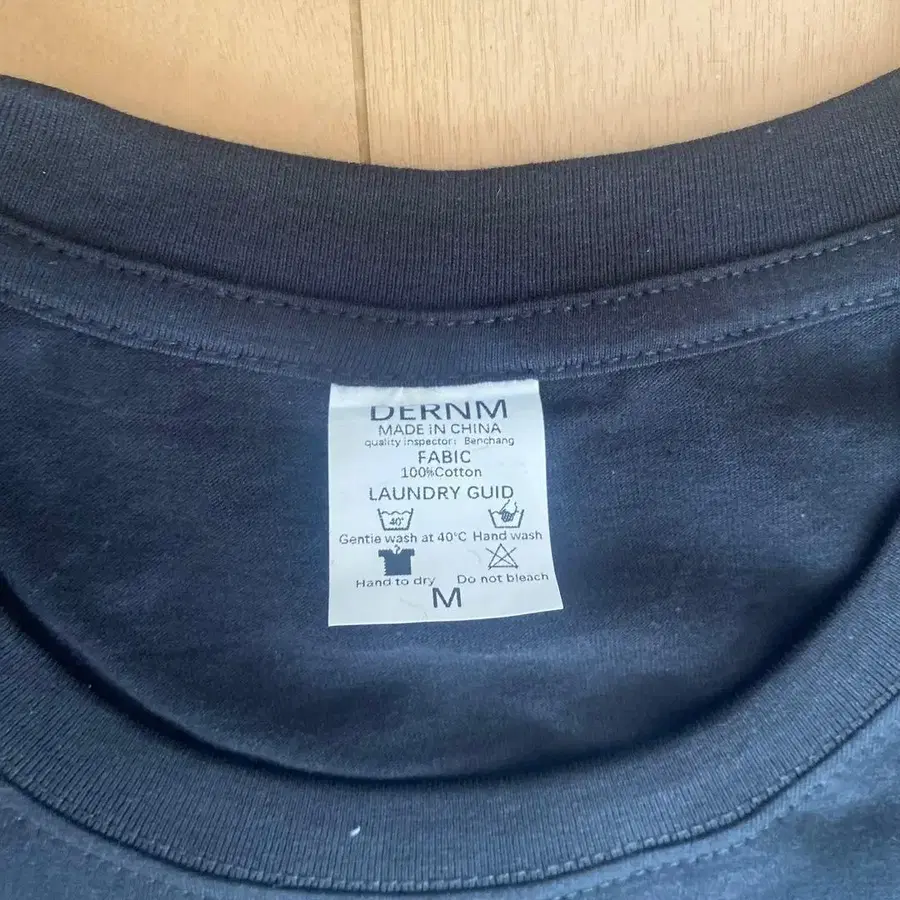 DERNM
MADE IN CHINA
quality inspector: Benchang
FABIC
100%Cotton
LAUNDRY GUID
40°
Gentie wash at 40°C Hand wash
Hand to dry Do not bleach
M